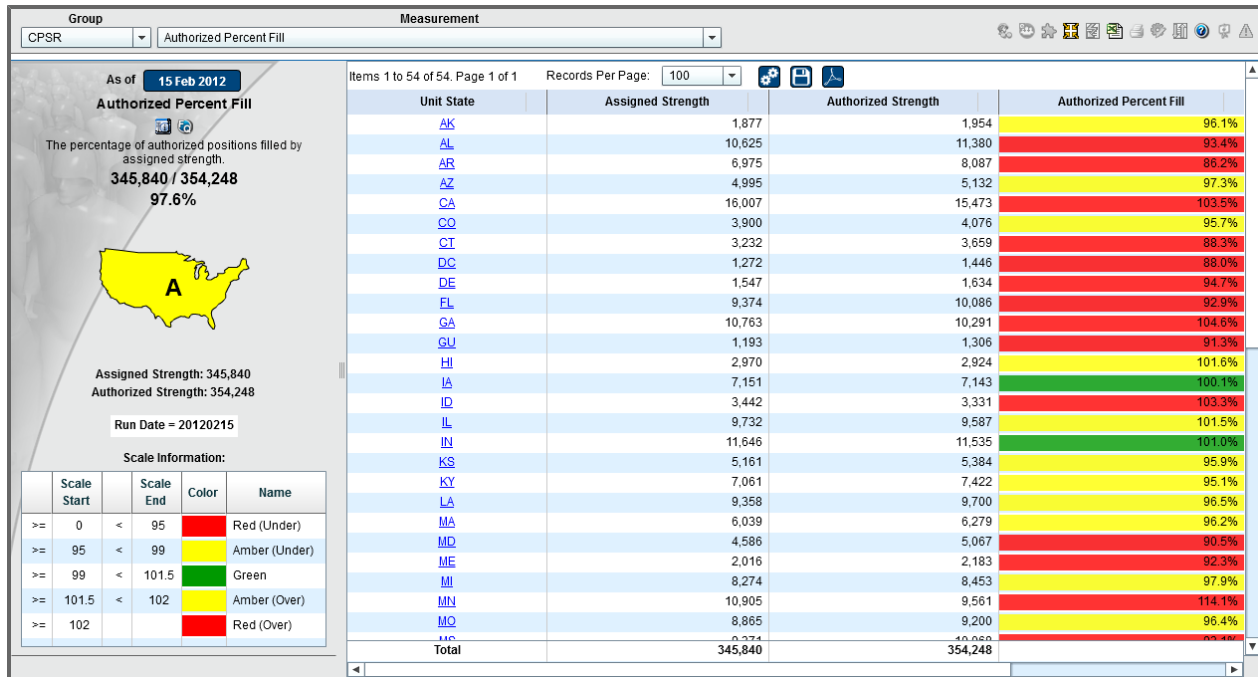 Group Measurement
CPSR Authorized Percent Fill
As of 15 Feb 2012
Authorized Percent Fill
The percentage of authorized positions filled by
assigned strength.
345,840 / 354,248
97.6%
A
Assigned Strength: 345,840
Authorized Strength: 354,248
Run Date = 20120215
Scale Information:
Scale Start Scale End Color Name
>= 0 < 95 Red (Under)
>= 95 < 99 Amber (Under)
>= 99 < 101.5 Green
>= 101.5 < 102 Amber (Over)
>= 102 Red (Over)
Items 1 to 54 of 54. Page 1 of 1 Records Per Page: 100
Unit State Assigned Strength Authorized Strength Authorized Percent Fill
AK 1,877 1,954 96.1%
AL 10,625 11,380 93.4%
AR 6,975 8,087 86.2%
AZ 4,995 5,132 97.3%
CA 16,007 15,473 103.5%
CO 3,900 4,076 95.7%
CT 3,232 3,659 88.3%
DC 1,272 1,446 88.0%
DE 1,547 1,634 94.7%
FL 9,374 10,086 92.9%
GA 10,763 10,291 104.6%
GU 1,193 1,306 91.3%
HI 2,970 2,924 101.6%
IA 7,151 7,143 100.1%
ID 3,442 3,331 103.3%
IL 9,732 9,587 101.5%
IN 11,646 11,535 101.0%
KS 5,161 5,384 95.9%
KY 7,061 7,422 95.1%
LA 9,358 9,700 96.5%
MA 6,039 6,279 96.2%
MD 4,586 5,067 90.5%
ME 2,016 2,183 92.3%
MI 8,274 8,453 97.9%
MN 10,905 9,561 114.1%
MO 8,865 9,200 96.4%
Total 345,840 354,248